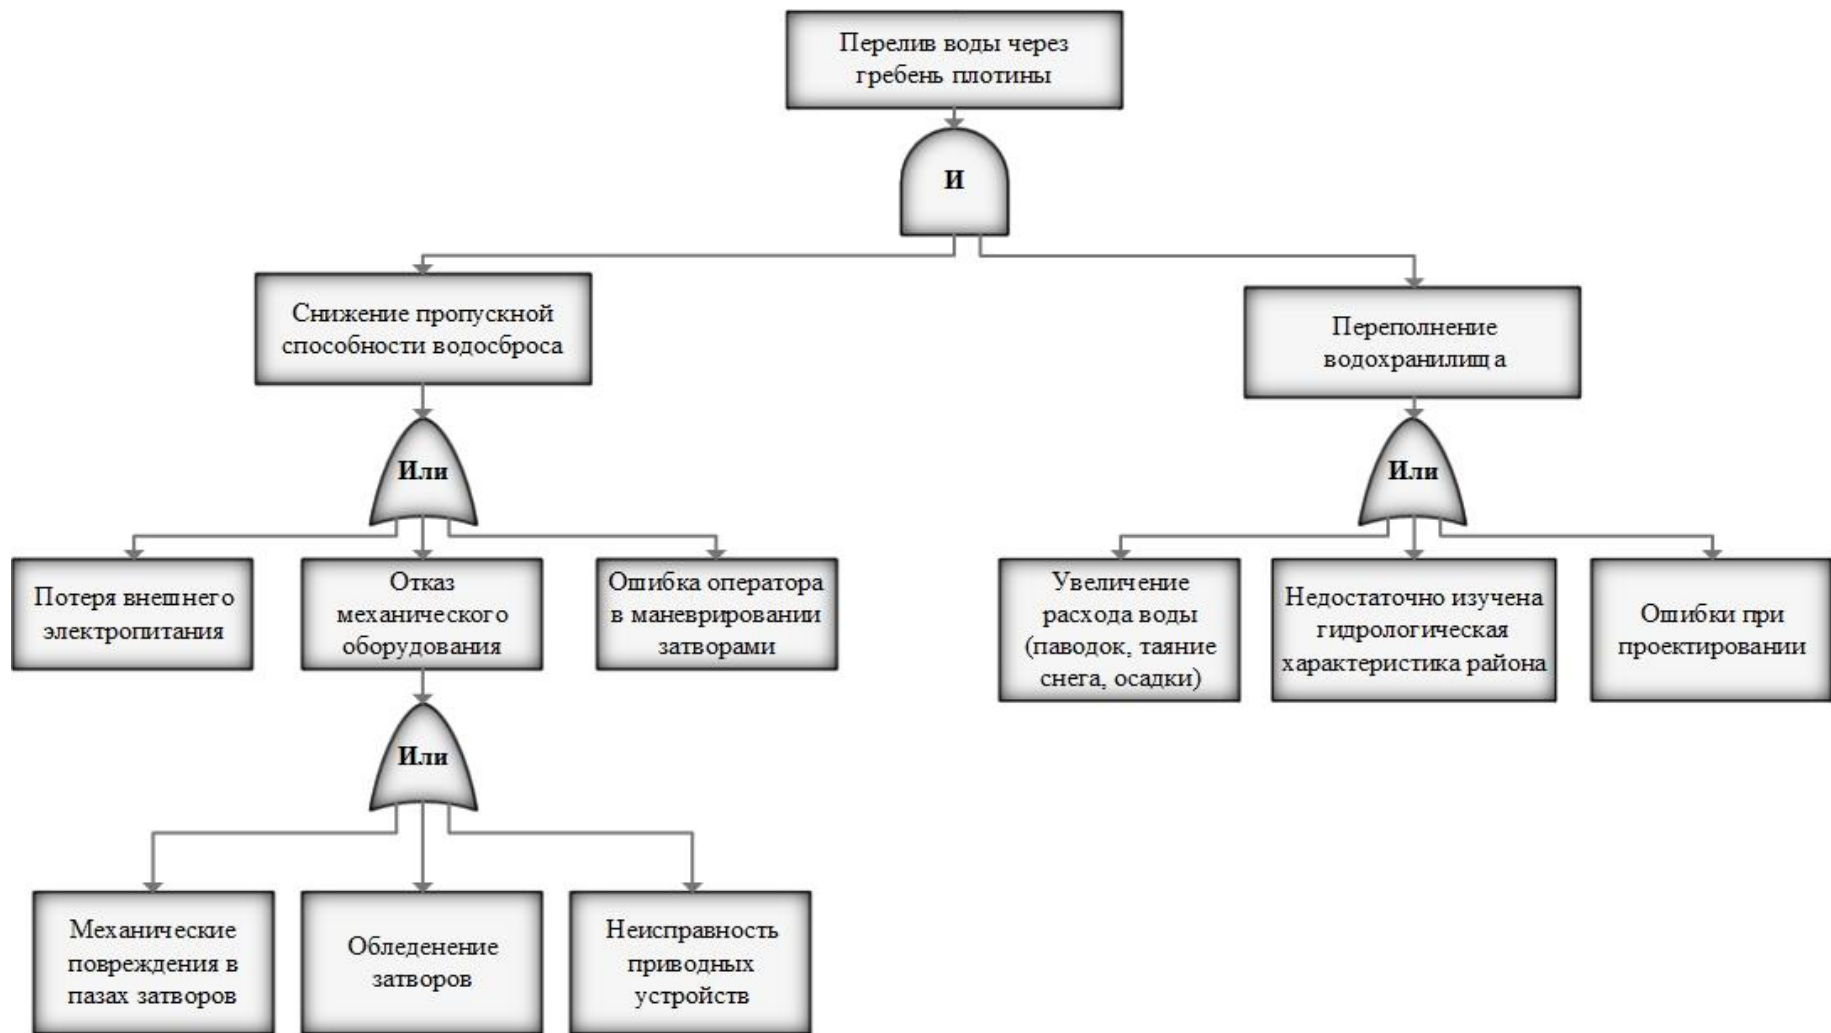 Перелив воды через
гребень плотины
И
Снижение пропускной
способности водосброса
Переполнение
водохранилища
Или
Или
Потеря внешнего
электропитания
Отказ
механического
оборудования
Ошибка оператора
в маневрировании
затворами
Увеличение
расхода воды
(паводок, таяние
снега, осадки)
Недостаточно изучена
гидрологическая
характеристика района
Ошибки при
проектировании
Или
Механические
повреждения в
пазах затворов
Обледенение
затворов
Неисправность
приводных
устройств